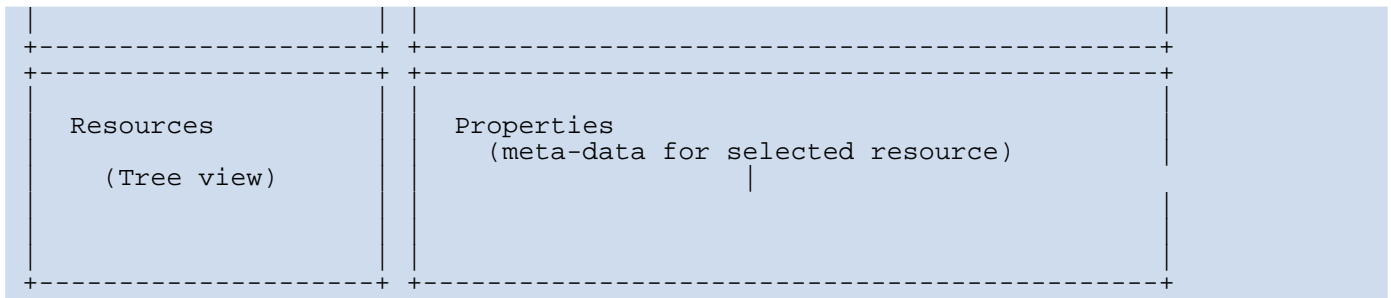 |                     | |                                              |
+---------------------+ +----------------------------------------------+
+---------------------+ +----------------------------------------------+
|                     | |                                              |
|  Resources          | |  Properties                                  |
|                     | |    (meta-data for selected resource)         |
|    (Tree view)      | |                    |
|                     | |                                              |
|                     | |                                              |
|                     | |                                              |
+---------------------+ +----------------------------------------------+